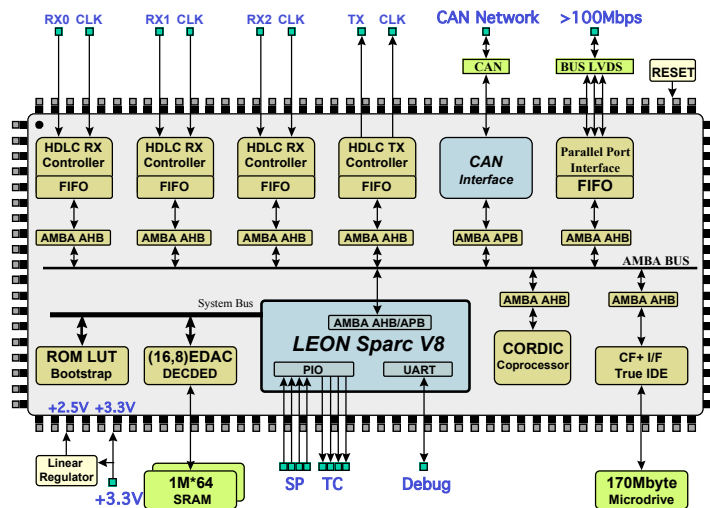 RX0 CLK
RX1 CLK
RX2 CLK
TX CLK
CAN Network
>100Mbps
CAN
BUS LVDS
RESET
HDLC RX
Controller
FIFO
HDLC RX
Controller
FIFO
HDLC RX
Controller
FIFO
HDLC TX
Controller
FIFO
CAN
Interface
Parallel Port
Interface
FIFO
AMBA AHB
AMBA AHB
AMBA AHB
AMBA AHB
AMBA APB
AMBA AHB
AMBA BUS
System Bus
AMBA AHB/APB
LEON Sparc V8
PIO
UART
AMBA AHB
AMBA AHB
ROM LUT
Bootstrap
(16,8)EDAC
DECDED
CORDIC
Coprocessor
CF+ I/F
True IDE
+2.5V
+3.3V
Linear
Regulator
+3.3V
1M*64
SRAM
SP
TC
Debug
170Mbyte
Microdrive